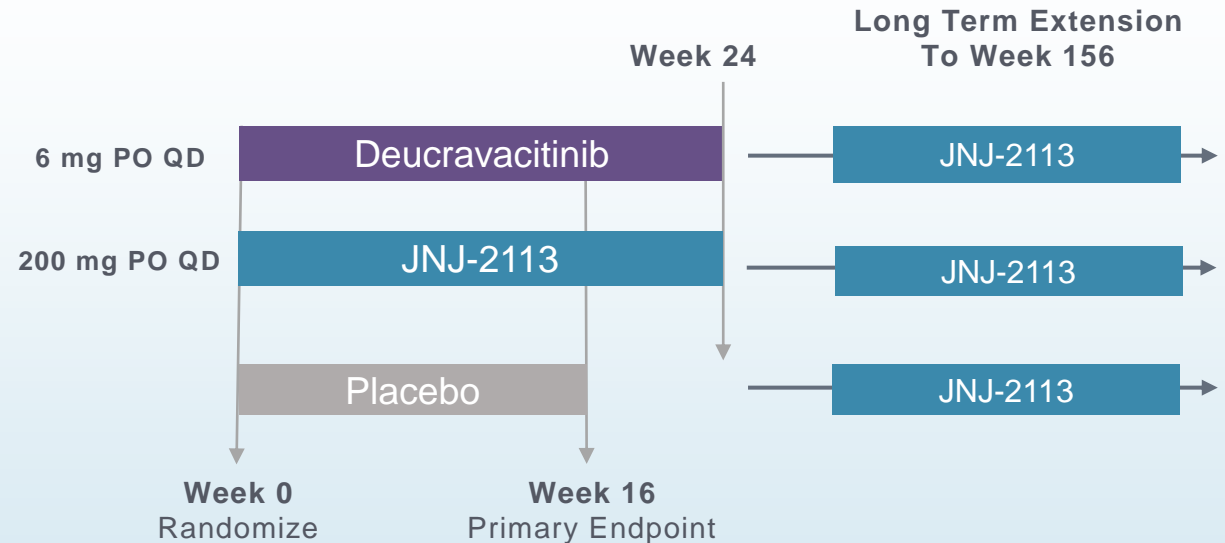 Long Term Extension
To Week 156
Week 24
6 mg PO QD
Deucravacitinib
JNJ-2113
200 mg PO QD
JNJ-2113
JNJ-2113
Placebo
JNJ-2113
Week 0
Randomize
Week 16
Primary Endpoint